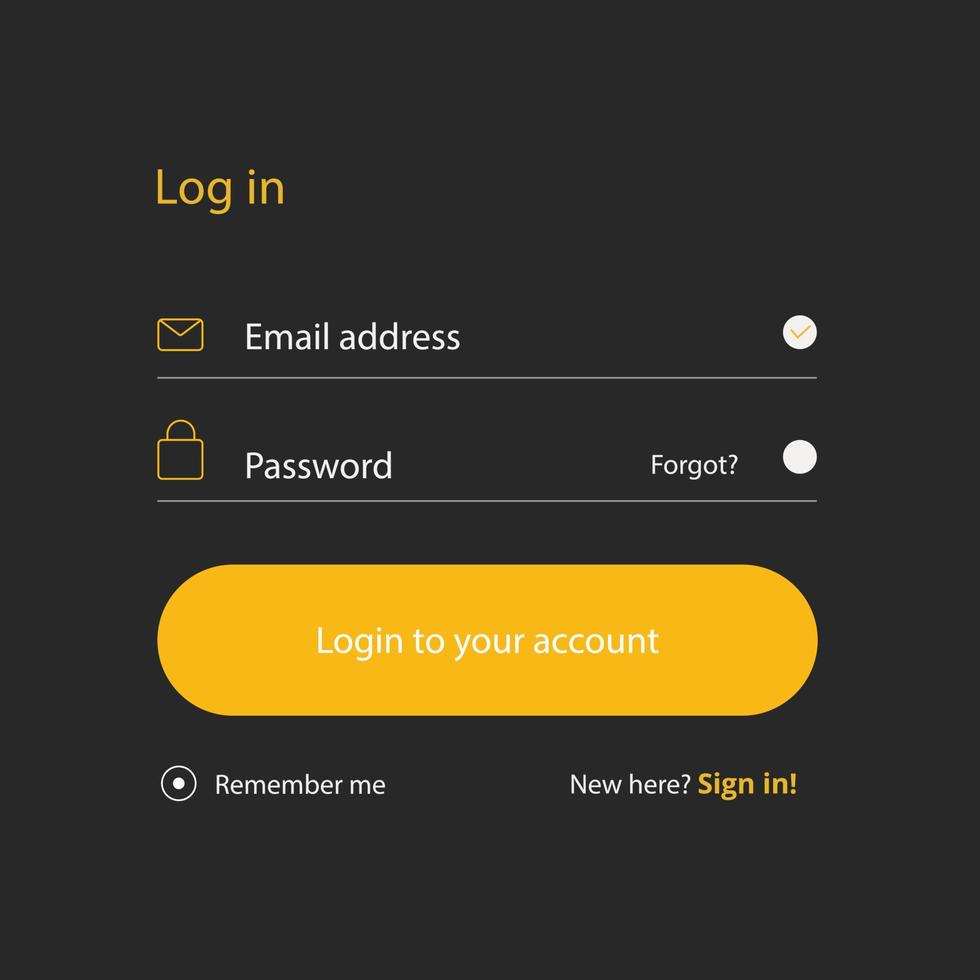 Log in
Email address
Password Forgot?
Login to your account
Remember me New here? Sign in!